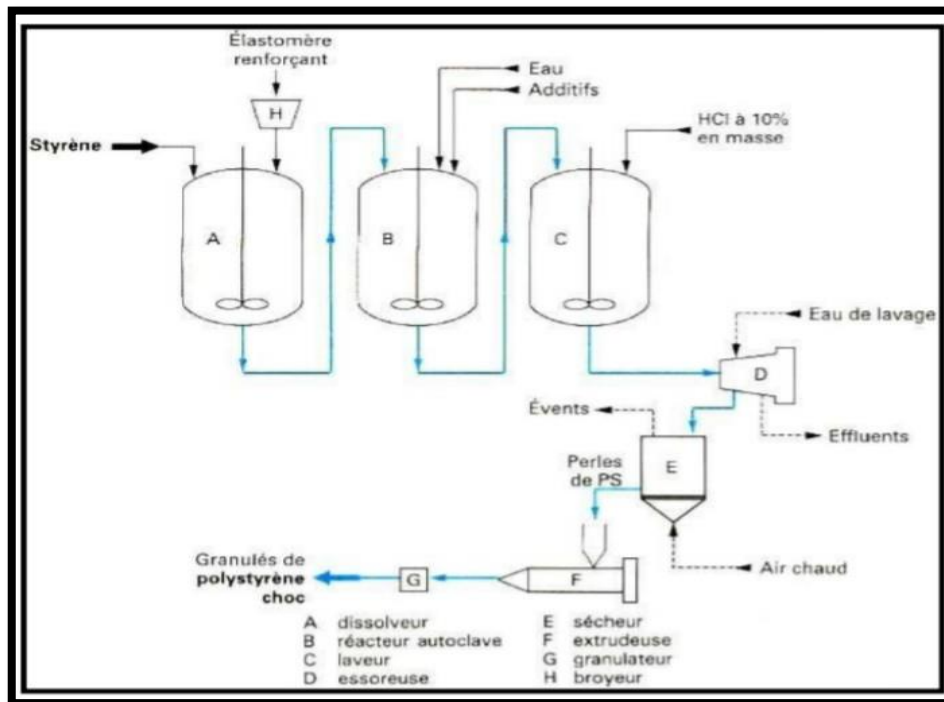 Élastomère
renforçant
H
Eau
Additifs
HCl à 10%
en masse
Styrène
A
B
C
Eau de lavage
D
Évents
Effluents
E
Perles
de PS
Granulés de
polystyrène
choc
G
F
Air chaud
A dissolveur
B réacteur autoclave
C laveur
D essoreuse
E sécheur
F extrudeuse
G granulateur
H broyeur